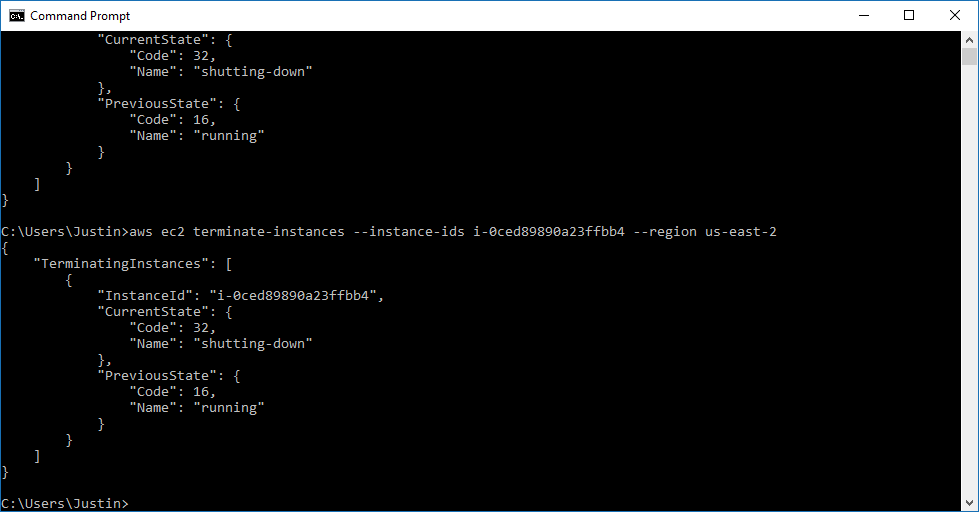 Command Prompt
"CurrentState": {
"Code": 32,
"Name": "shutting-down"
},
"PreviousState": {
"Code": 16,
"Name": "running"
}
}
]
}
C:\Users\Justin>aws ec2 terminate-instances --instance-ids i-0ced89890a23ffbb4 --region us-east-2
{
"TerminatingInstances": [
{
"InstanceId": "i-0ced89890a23ffbb4",
"CurrentState": {
"Code": 32,
"Name": "shutting-down"
},
"PreviousState": {
"Code": 16,
"Name": "running"
}
}
]
}
C:\Users\Justin>